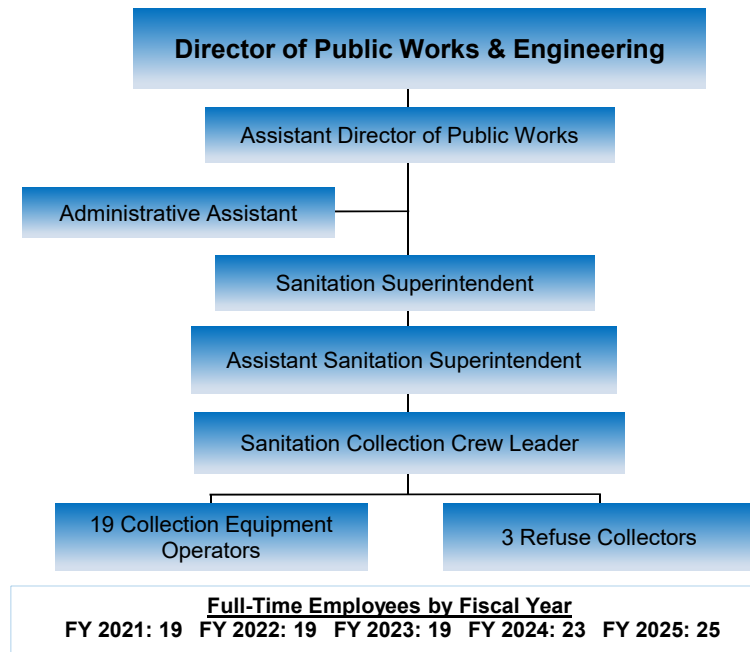 Director of Public Works & Engineering
Assistant Director of Public Works
Administrative Assistant
Sanitation Superintendent
Assistant Sanitation Superintendent
Sanitation Collection Crew Leader
19 Collection Equipment
Operators
3 Refuse Collectors
Full-Time Employees by Fiscal Year
FY 2021: 19 FY 2022: 19 FY 2023: 19 FY 2024: 23 FY 2025: 25